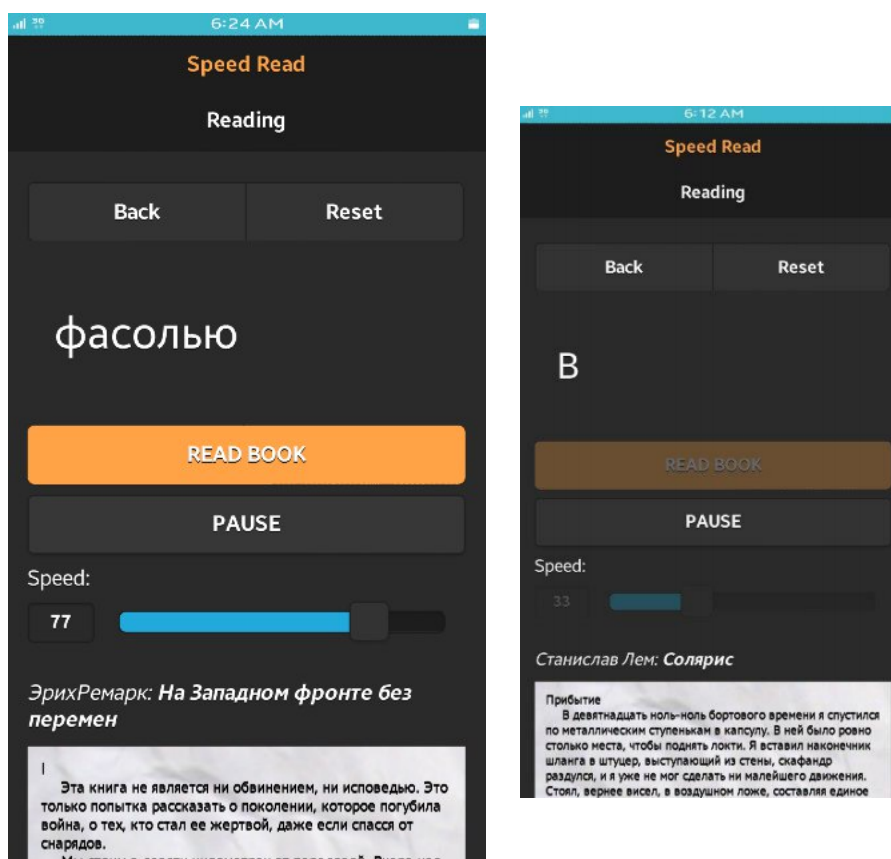 6:24 AM
Speed Read
Reading
Back Reset
фасолью
READ BOOK
PAUSE
Speed:
77
ЭрихРемарк: На Западном фронте без
перемен
I
Эта книга не является ни обвинением, ни исповедью. Это
только попытка рассказать о поколении, которое погубила
война, о тех, кто стал ее жертвой, даже если спасся от
снарядов.
6:12 AM
Speed Read
Reading
Back Reset
В
READ BOOK
PAUSE
Speed:
33
Станислав Лем: Солярис
Прибытие
В девятнадцать ноль-ноль бортового времени я спустился
по металлическим ступенькам в капсулу. В ней было ровно
столько места, чтобы поднять локти. Я вставил наконечник
шланга в штуцер, выступающий из стены, скафандр
раздулся, и я уже не мог сделать ни малейшего движения.
Стоял, вернее висел, в воздушном ложе, составляя единое